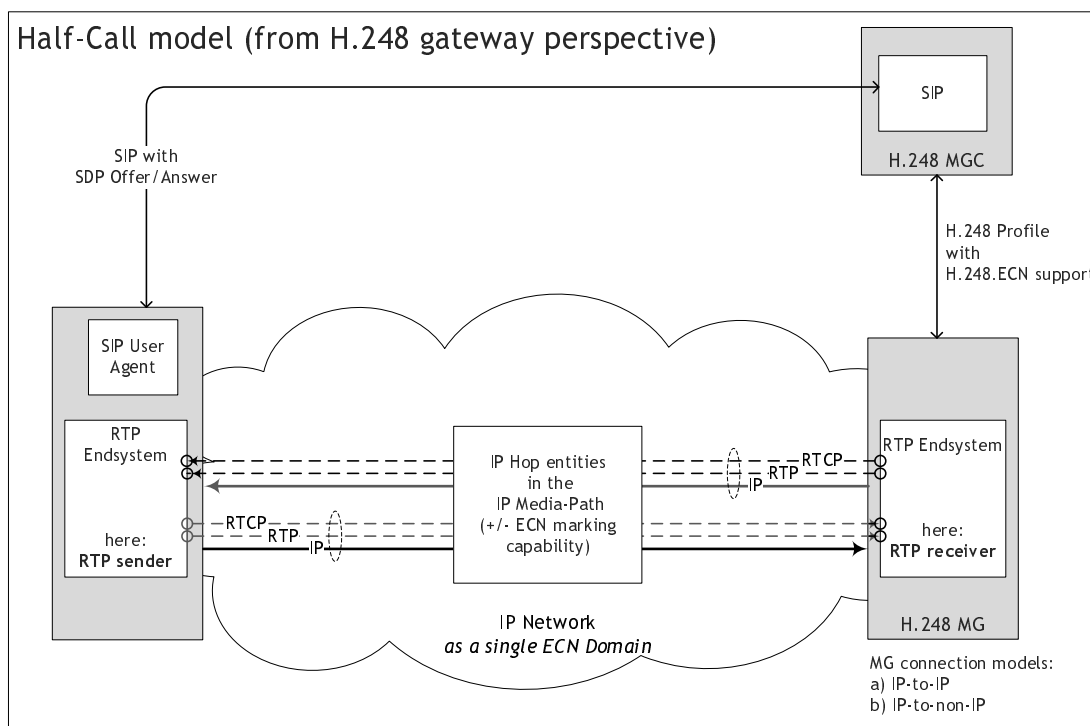 Half-Call model (from H.248 gateway perspective)
SIP
H.248 MGC
SIP with
SDP Offer/Answer
H.248 Profile
with
H.248.ECN support
SIP User
Agent
RTP
Endsystem
here:
RTP sender
IP Hop entities
in the
IP Media-Path
(+/- ECN marking
capability)
RTCP
RTP
IP
RTCP
RTP
IP
RTP Endsystem
here:
RTP receiver
H.248 MG
IP Network
as a single ECN Domain
MG connection models:
a) IP-to-IP
b) IP-to-non-IP